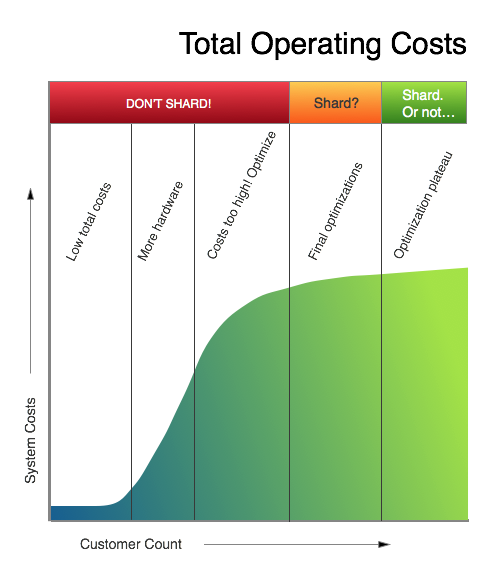 Total Operating Costs
DON'T SHARD!
Shard?
Shard.
Or not...
Low total costs
More hardware
Costs too high! Optimize
Final optimizations
Optimization plateau
System Costs
Customer Count